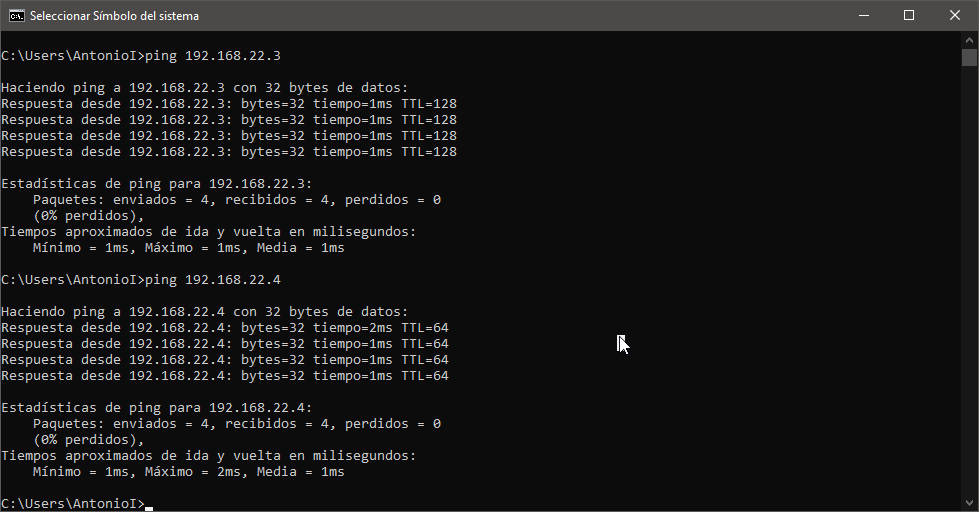 Seleccionar Símbolo del sistema
C:\Users\AntonioI>ping 192.168.22.3
Haciendo ping a 192.168.22.3 con 32 bytes de datos:
Respuesta desde 192.168.22.3: bytes=32 tiempo=1ms TTL=128
Respuesta desde 192.168.22.3: bytes=32 tiempo=1ms TTL=128
Respuesta desde 192.168.22.3: bytes=32 tiempo=1ms TTL=128
Respuesta desde 192.168.22.3: bytes=32 tiempo=1ms TTL=128
Estadísticas de ping para 192.168.22.3:
    Paquetes: enviados = 4, recibidos = 4, perdidos = 0
    (0% perdidos),
Tiempos aproximados de ida y vuelta en milisegundos:
    Mínimo = 1ms, Máximo = 1ms, Media = 1ms
C:\Users\AntonioI>ping 192.168.22.4
Haciendo ping a 192.168.22.4 con 32 bytes de datos:
Respuesta desde 192.168.22.4: bytes=32 tiempo=2ms TTL=64
Respuesta desde 192.168.22.4: bytes=32 tiempo=1ms TTL=64
Respuesta desde 192.168.22.4: bytes=32 tiempo=1ms TTL=64
Respuesta desde 192.168.22.4: bytes=32 tiempo=1ms TTL=64
Estadísticas de ping para 192.168.22.4:
    Paquetes: enviados = 4, recibidos = 4, perdidos = 0
    (0% perdidos),
Tiempos aproximados de ida y vuelta en milisegundos:
    Mínimo = 1ms, Máximo = 2ms, Media = 1ms
C:\Users\AntonioI>